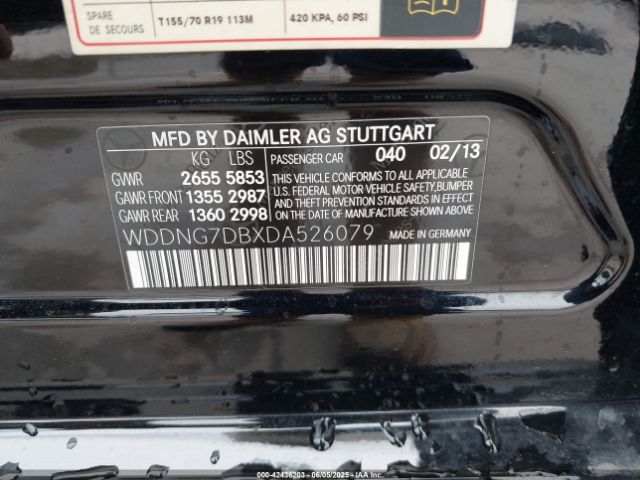 SPARE
DE SECOURS T155/70 R19 113M 420 KPA, 60 PSI
MFD BY DAIMLER AG STUTTGART
KG LBS PASSENGER CAR 040 02/13
GVWR 2655 5853
GAWR FRONT 1355 2987
GAWR REAR 1360 2998
THIS VEHICLE CONFORMS TO ALL APPLICABLE
U.S. FEDERAL MOTOR VEHICLE SAFETY,BUMPER
AND THEFT PREVENTION STANDARDS IN EFFECT
ON THE DATE OF MANUFACTURE SHOWN ABOVE.
WDDNG7DBXDA526079 MADE IN GERMANY
000-42436203 - 06/05/2025 - IAAI.COM